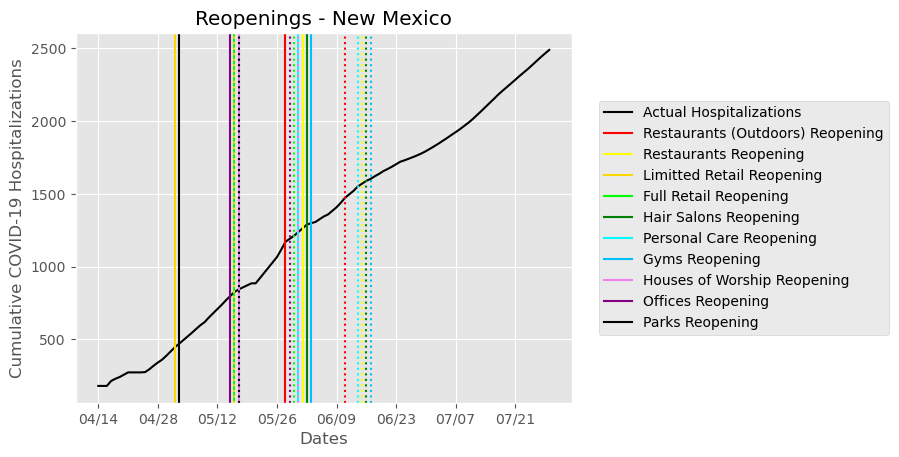 Reopenings - New Mexico
Cumulative COVID-19 Hospitalizations
2500
2000
1500
1000
500
04/14 04/28 05/12 05/26 06/09 06/23 07/07 07/21
Dates
Actual Hospitalizations
Restaurants (Outdoors) Reopening
Restaurants Reopening
Limitted Retail Reopening
Full Retail Reopening
Hair Salons Reopening
Personal Care Reopening
Gyms Reopening
Houses of Worship Reopening
Offices Reopening
Parks Reopening